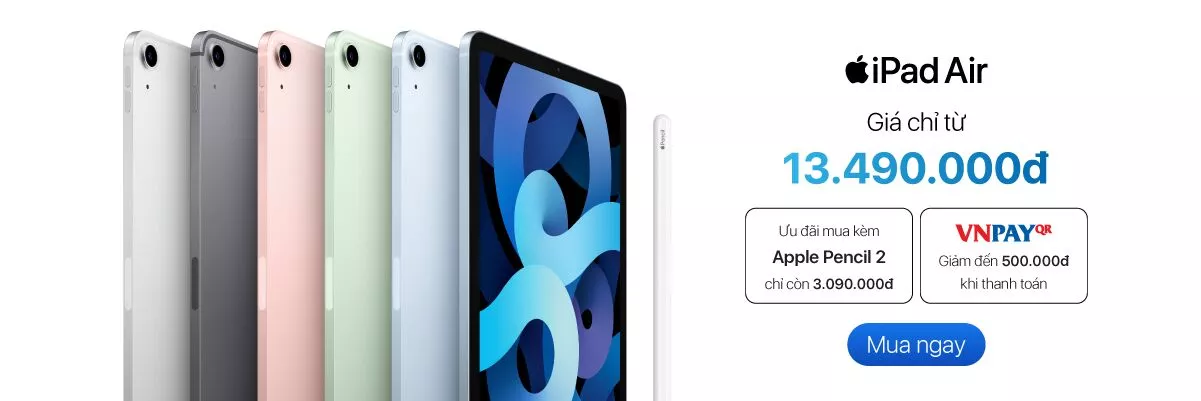 iPad Air
Giá chỉ từ
13.490.000đ
Ưu đãi mua kèm
Apple Pencil 2
chỉ còn 3.090.000đ
VNPAYQR
Giảm đến 500.000đ
khi thanh toán
Mua ngay
Pencil